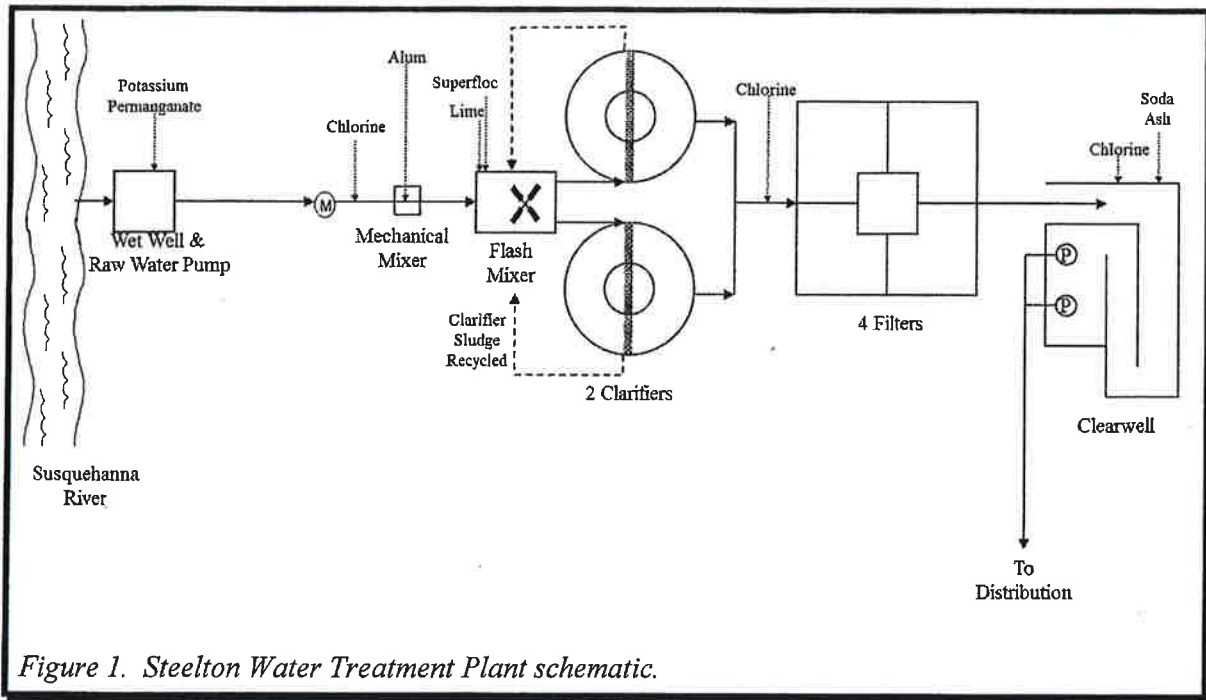 Potassium
Permanganate
Wet Well &
Raw Water Pump
Susquehanna
River
M
Chlorine
Alum
Mechanical
Mixer
Superfloc
Lime
Flash
Mixer
Clarifier
Sludge
Recycled
2 Clarifiers
Chlorine
4 Filters
Chlorine
Soda
Ash
P
P
Clearwell
To
Distribution
Figure 1. Steelton Water Treatment Plant schematic.